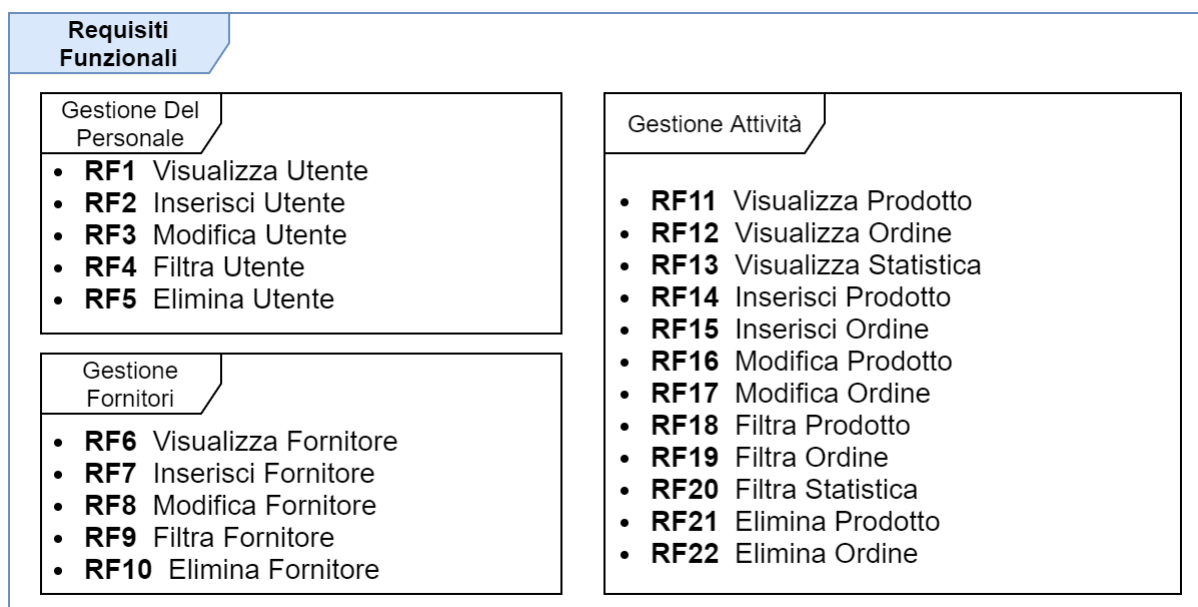 Requisiti
Funzionali
Gestione Del
Personale
• RF1 Visualizza Utente
• RF2 Inserisci Utente
• RF3 Modifica Utente
• RF4 Filtra Utente
• RF5 Elimina Utente
Gestione
Fornitori
• RF6 Visualizza Fornitore
• RF7 Inserisci Fornitore
• RF8 Modifica Fornitore
• RF9 Filtra Fornitore
• RF10 Elimina Fornitore
Gestione Attività
• RF11 Visualizza Prodotto
• RF12 Visualizza Ordine
• RF13 Visualizza Statistica
• RF14 Inserisci Prodotto
• RF15 Inserisci Ordine
• RF16 Modifica Prodotto
• RF17 Modifica Ordine
• RF18 Filtra Prodotto
• RF19 Filtra Ordine
• RF20 Filtra Statistica
• RF21 Elimina Prodotto
• RF22 Elimina Ordine